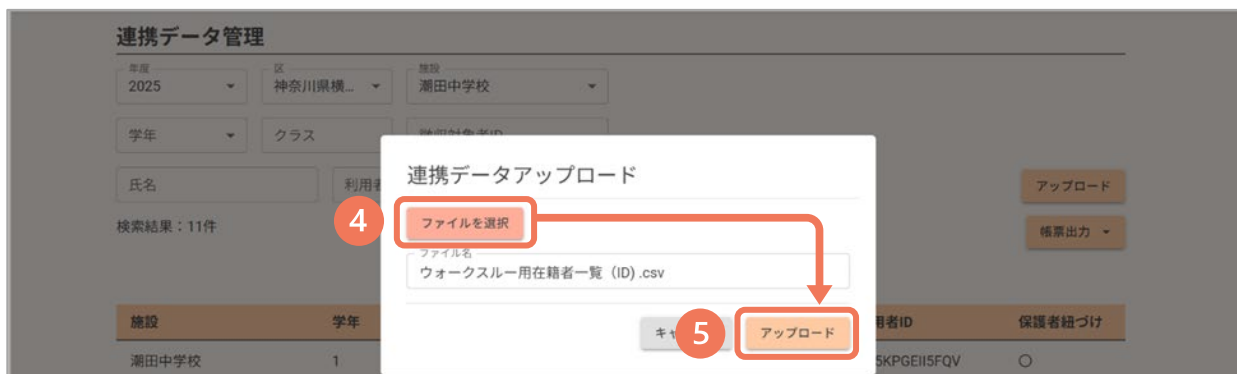 連携データ管理
年度 区 施設
2025 神奈川県横... 潮田中学校
学年 クラス
連携データアップロード
氏名 利用者 アップロード
4 ファイルを選択
検索結果：11件 帳票出力
ファイル名
ウォークスルー用在籍者一覧（ID）.csv
施設 学年 用者ID 保護者紐づけ
キ 5 アップロード
潮田中学校 1 5KPGEII5FQV ○